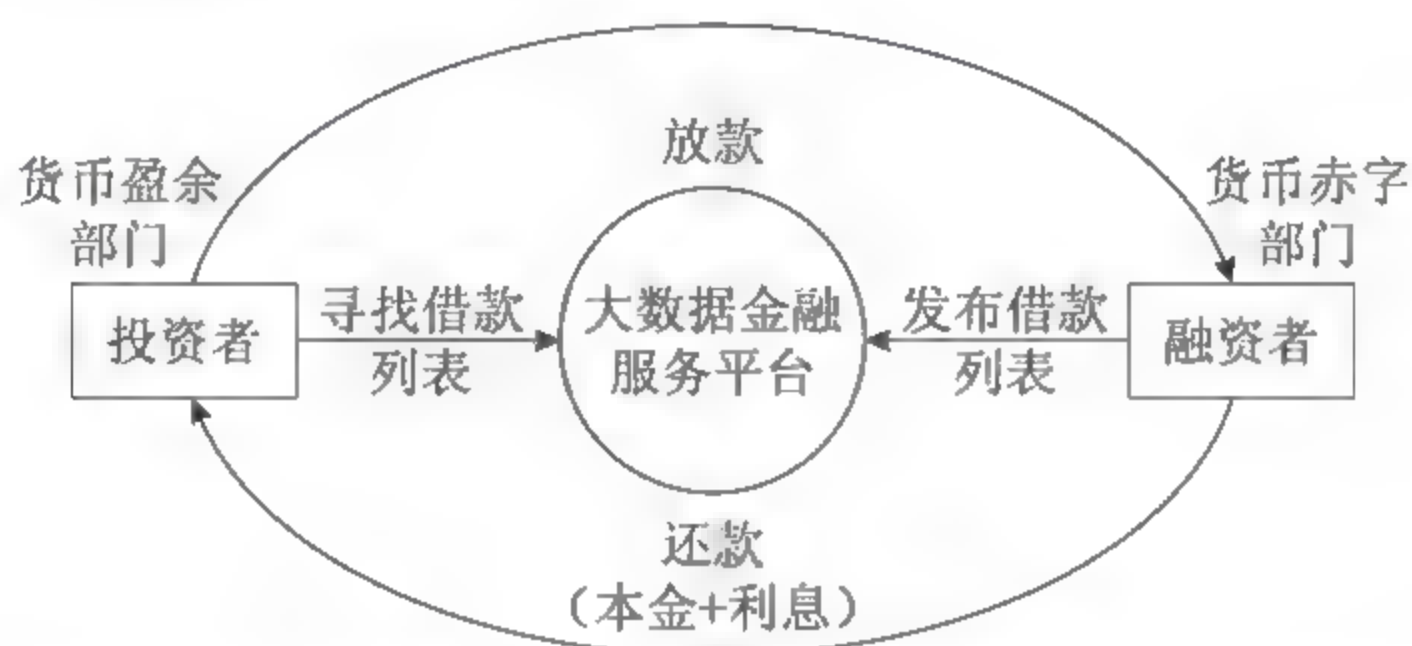 放款
货币盈余
部门
货币赤字
部门
投资者
寻找借款
列表
大数据金融
服务平台
发布借款
列表
融资者
还款
（本金+利息）